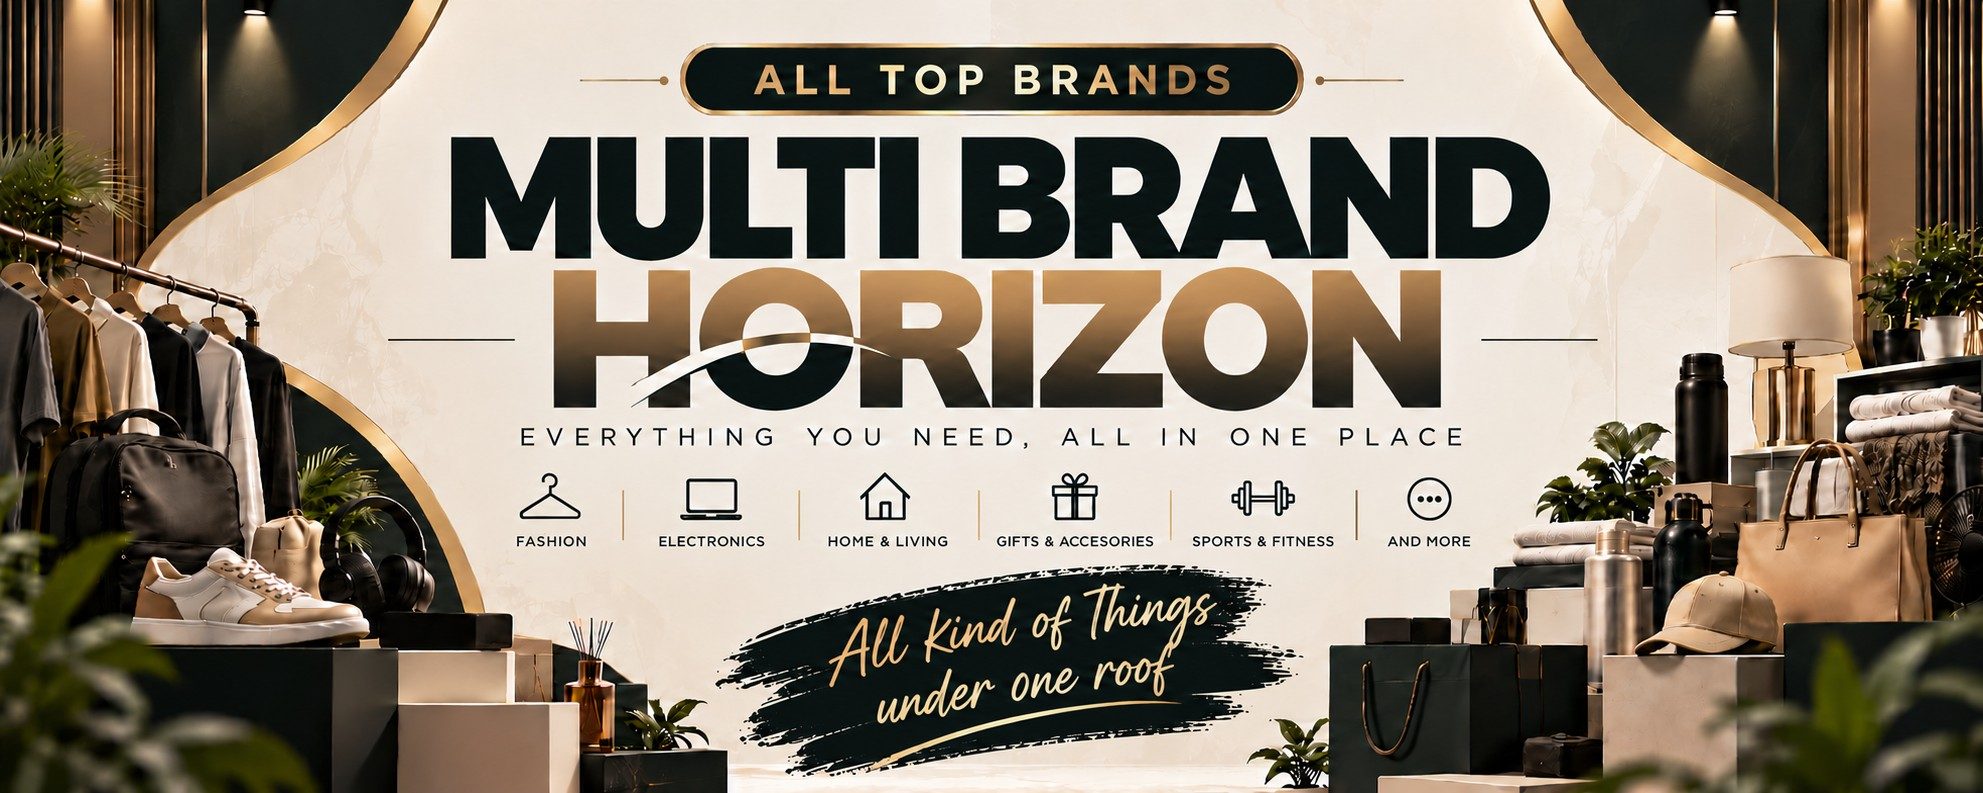 ALL TOP BRANDS
MULTI BRAND
HORIZON
EVERYTHING YOU NEED, ALL IN ONE PLACE
FASHION
ELECTRONICS
HOME & LIVING
GIFTS & ACCESORIES
SPORTS & FITNESS
AND MORE
All Kind of Things
under one roof